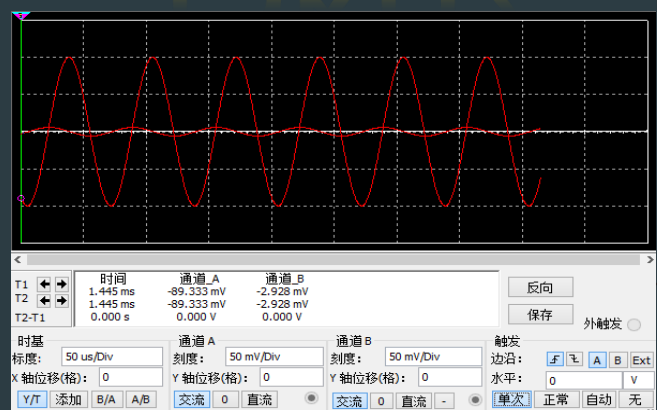 时间 通道_A 通道_B
T1 1.445 ms -89.333 mV -2.928 mV
T2 1.445 ms -89.333 mV -2.928 mV
T2-T1 0.000 s 0.000 V 0.000 V
反向
保存
外触发
时基
标度: 50 us/Div
X 轴位移(格): 0
Y/T 添加 B/A A/B
通道 A
刻度: 50 mV/Div
Y 轴位移(格): 0
交流 0 直流
通道 B
刻度: 50 mV/Div
Y 轴位移(格): 0
交流 0 直流 -
触发
边沿: A B Ext
水平: 0 V
单次 正常 自动 无